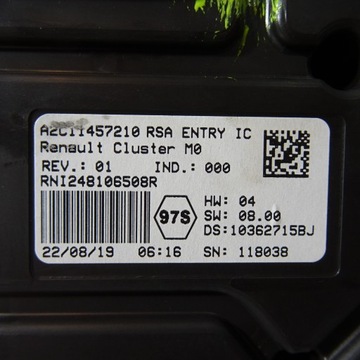 A2C11457210 RSA ENTRY IC
Renault Cluster M0
REV.: 01 IND.: 000
RNI248106508R
97S
HW: 04
SW: 08.00
DS:10362715BJ
22/08/19 06:16 SN: 118038